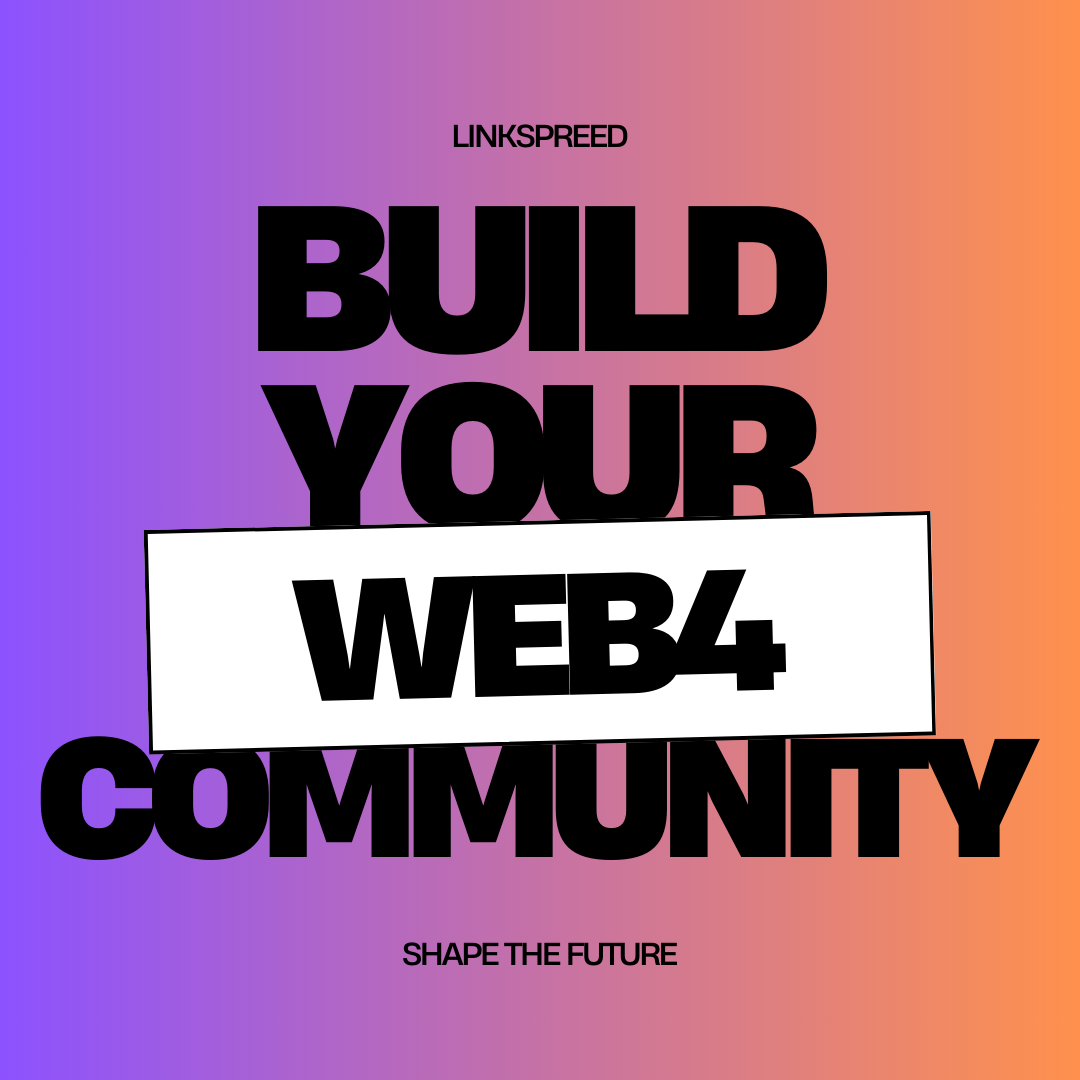 LINKSPREED
BUILD
YOUR
WEB4
COMMUNITY
SHAPE THE FUTURE